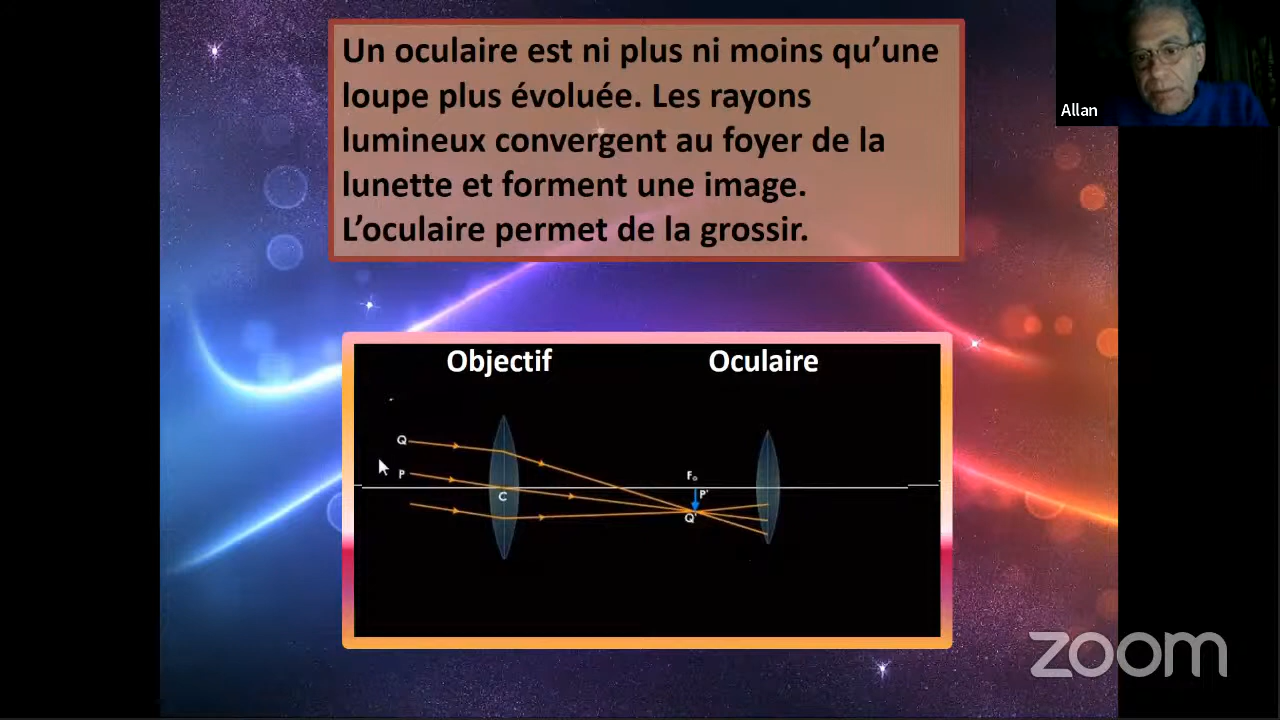 Un oculaire est ni plus ni moins qu’une
loupe plus évoluée. Les rayons
lumineux convergent au foyer de la
lunette et forment une image.
L’oculaire permet de la grossir.
Allan
Objectif
Oculaire
Q
P
C
Fo
P'
Q'
zoom